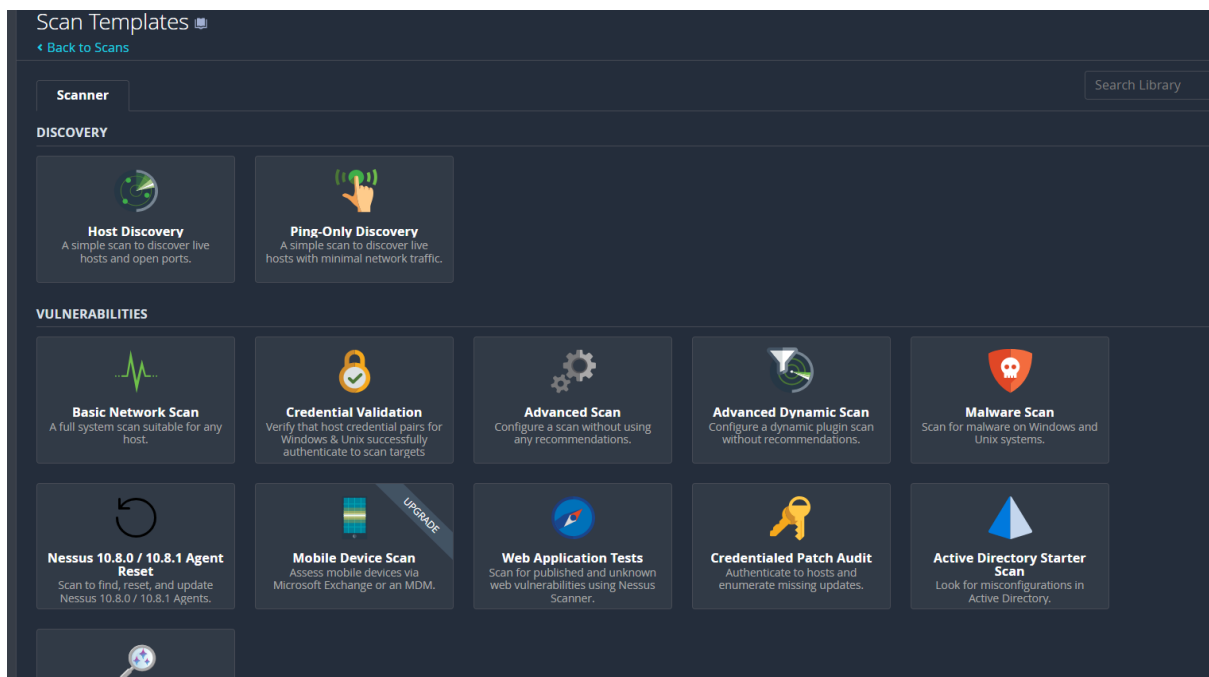 Scan Templates
Back to Scans
Scanner
Search Library
DISCOVERY
Host Discovery
A simple scan to discover live
hosts and open ports.
Ping-Only Discovery
A simple scan to discover live
hosts with minimal network traffic.
VULNERABILITIES
Basic Network Scan
A full system scan suitable for any
host.
Credential Validation
Verify that host credential pairs for
Windows & Unix successfully
authenticate to scan targets
Advanced Scan
Configure a scan without using
any recommendations.
Advanced Dynamic Scan
Configure a dynamic plugin scan
without recommendations.
Malware Scan
Scan for malware on Windows and
Unix systems.
Nessus 10.8.0 / 10.8.1 Agent
Reset
Scan to find, reset, and update
Nessus 10.8.0 / 10.8.1 Agents.
UPGRADE
Mobile Device Scan
Assess mobile devices via
Microsoft Exchange or an MDM.
Web Application Tests
Scan for published and unknown
web vulnerabilities using Nessus
Scanner.
Credentialed Patch Audit
Authenticate to hosts and
enumerate missing updates.
Active Directory Starter
Scan
Look for misconfigurations in
Active Directory.